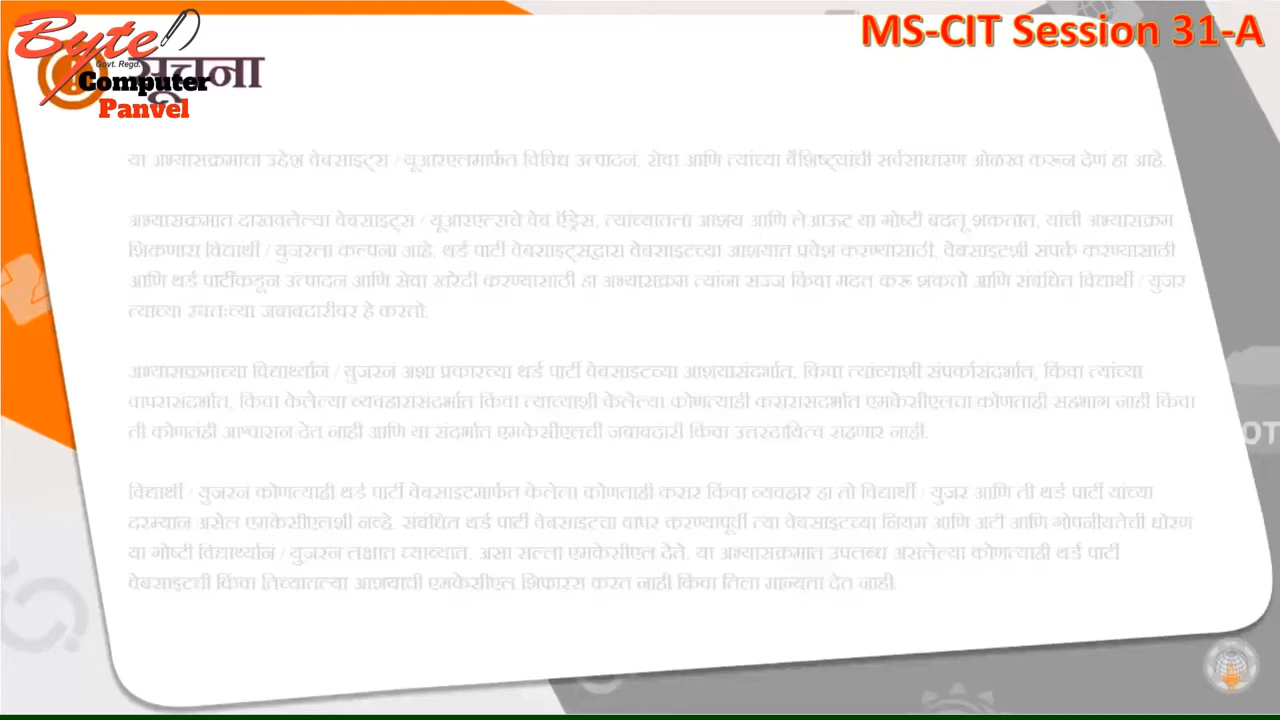 Byte
Govt. Regd.
Computer
Panvel
MS-CIT Session 31-A
सूचना
या अभ्यासक्रमाचा उद्देश वेबसाइट्स / यूआरएलमार्फत विविध उत्पादनं, सेवा आणि त्यांच्या वैशिष्ट्यांची सर्वसाधारण ओळख करून देणं हा आहे.
अभ्यासक्रमात दाखवलेल्या वेबसाइट्स / यूआरएल्सचे वेब ऍड्रेस, त्यांच्यातला आशय आणि लेआऊट या गोष्टी बदलू शकतात, यांची अभ्यासक्रम
शिकणारा विद्यार्थी / युजरला कल्पना आहे. थर्ड पार्टी वेबसाइट्सद्वारा वेबसाइटच्या आशयात प्रवेश करण्यासाठी, वेबसाइटशी संपर्क करण्यासाठी
आणि थर्ड पार्टीकडून उत्पादन आणि सेवा खरेदी करण्यासाठी हा अभ्यासक्रम त्यांना सज्ज किंवा मदत करू शकतो आणि संबंधित विद्यार्थी / युजर
त्याच्या स्वतःच्या जबाबदारीवर हे करतो.
अभ्यासक्रमाच्या विद्यार्थ्यानं / युजरनं अशा प्रकारच्या थर्ड पार्टी वेबसाइटच्या आशयासंदर्भात, किंवा त्यांच्याशी संपर्कासंदर्भात, किंवा त्यांच्या
वापरासंदर्भात, किंवा केलेल्या व्यवहारासंदर्भात किंवा त्याच्याशी केलेल्या कोणत्याही करारासंदर्भात एमकेसीएलचा कोणताही सहभाग नाही किंवा
ती कोणतही आश्वासन देत नाही आणि या संदर्भात एमकेसीएलची जबाबदारी किंवा उत्तरदायित्व राहणार नाही.
विद्यार्थी / युजरनं कोणत्याही थर्ड पार्टी वेबसाइटमार्फत केलेला कोणताही करार किंवा व्यवहार हा तो विद्यार्थी / युजर आणि ती थर्ड पार्टी यांच्या
दरम्यान असेल एमकेसीएलशी नव्हे. संबंधित थर्ड पार्टी वेबसाइटचा वापर करण्यापूर्वी त्या वेबसाइटच्या नियम आणि अटी आणि गोपनीयतेची धोरण
या गोष्टी विद्यार्थ्यानं / युजरनं लक्षात घ्याव्यात. असा सल्ला एमकेसीएल देते. या अभ्यासक्रमात उपलब्ध असलेल्या कोणत्याही थर्ड पार्टी
वेबसाइटची किंवा तिच्यातल्या आशयाची एमकेसीएल शिफारस करत नाही किंवा तिला मान्यता देत नाही.